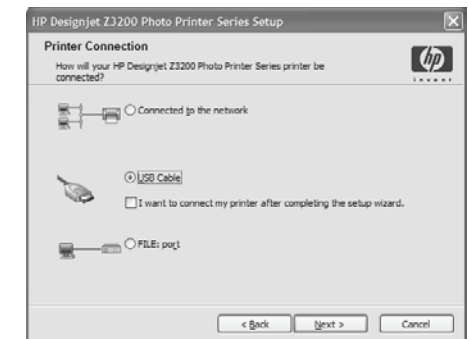 HP Designjet Z3200 Photo Printer Series Setup
Printer Connection
How will your HP Designjet Z3200 Photo Printer Series printer be
connected?
hp
invent
Connected to the network
USB Cable
I want to connect my printer after completing the setup wizard.
FILE: port
< Back Next > Cancel